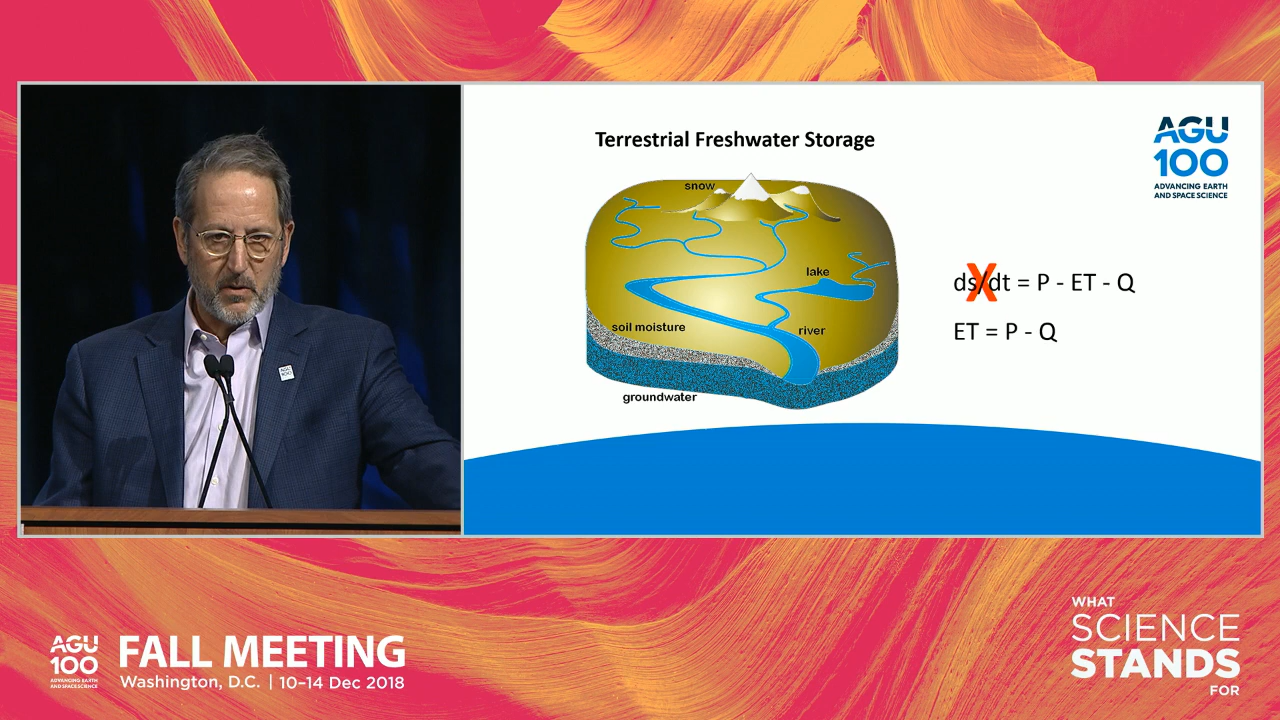 Terrestrial Freshwater Storage
AGU
100
ADVANCING EARTH
AND SPACE SCIENCE
snow
lake
soil moisture
river
groundwater
ds/dt = P - ET - Q
X
ET = P - Q
AGU
100
ADVANCING EARTH
AND SPACE SCIENCE
FALL MEETING
Washington, D.C. | 10–14 Dec 2018
WHAT
SCIENCE
STANDS
FOR